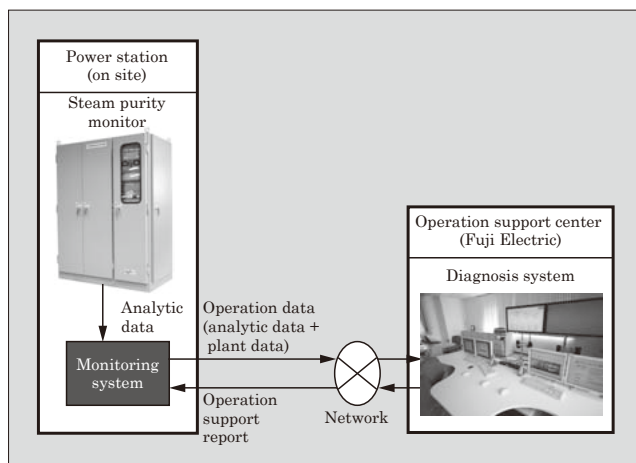 Power station
(on site)
Steam purity
monitor
Analytic
data
Monitoring
system
Operation data
(analytic data +
plant data)
Operation
support
report
Network
Operation support center
(Fuji Electric)
Diagnosis system